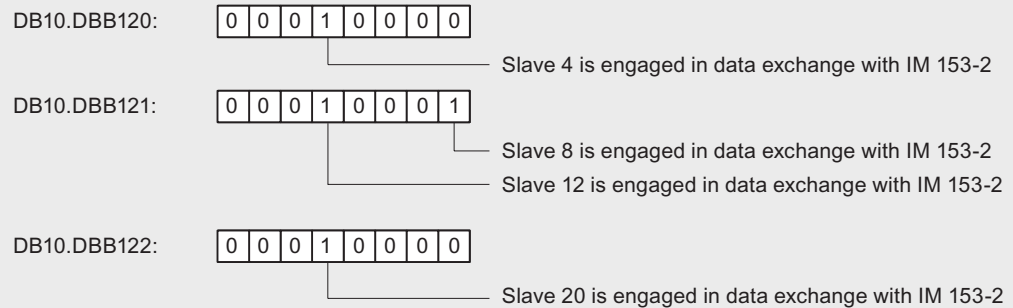 DB10.DBB120: 0 0 0 1 0 0 0 0
Slave 4 is engaged in data exchange with IM 153-2
DB10.DBB121: 0 0 0 1 0 0 0 1
Slave 8 is engaged in data exchange with IM 153-2
Slave 12 is engaged in data exchange with IM 153-2
DB10.DBB122: 0 0 0 1 0 0 0 0
Slave 20 is engaged in data exchange with IM 153-2